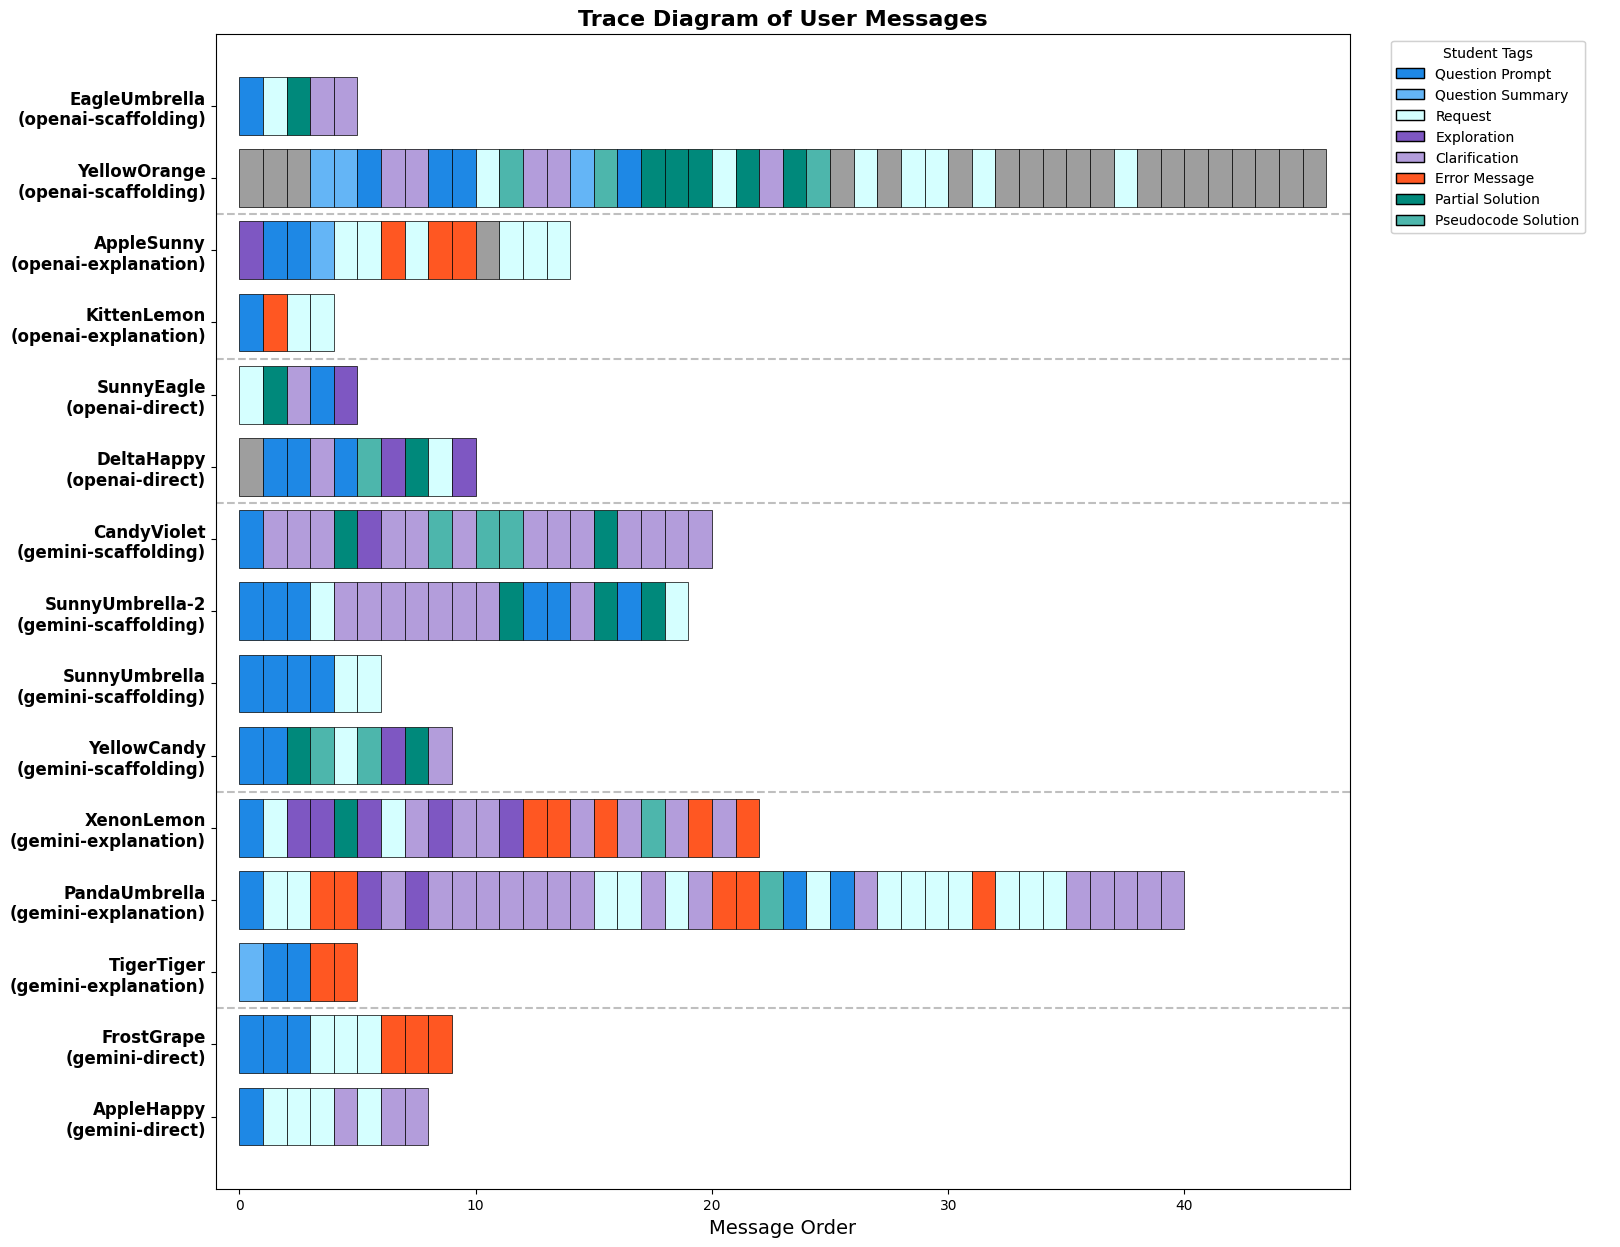 Trace Diagram of User Messages
EagleUmbrella
(openai-scaffolding)
YellowOrange
(openai-scaffolding)
AppleSunny
(openai-explanation)
KittenLemon
(openai-explanation)
SunnyEagle
(openai-direct)
DeltaHappy
(openai-direct)
CandyViolet
(gemini-scaffolding)
SunnyUmbrella-2
(gemini-scaffolding)
SunnyUmbrella
(gemini-scaffolding)
YellowCandy
(gemini-scaffolding)
XenonLemon
(gemini-explanation)
PandaUmbrella
(gemini-explanation)
TigerTiger
(gemini-explanation)
FrostGrape
(gemini-direct)
AppleHappy
(gemini-direct)
0 10 20 30 40
Message Order
Student Tags
Question Prompt
Question Summary
Request
Exploration
Clarification
Error Message
Partial Solution
Pseudocode Solution